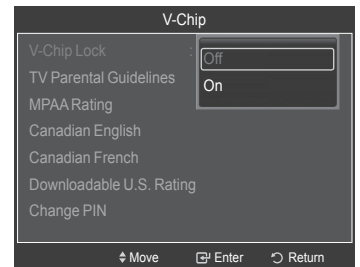 V-Chip
V-Chip Lock : Off
On
TV Parental Guidelines
MPAA Rating
Canadian English
Canadian French
Downloadable U.S. Rating
Change PIN
Move Enter Return